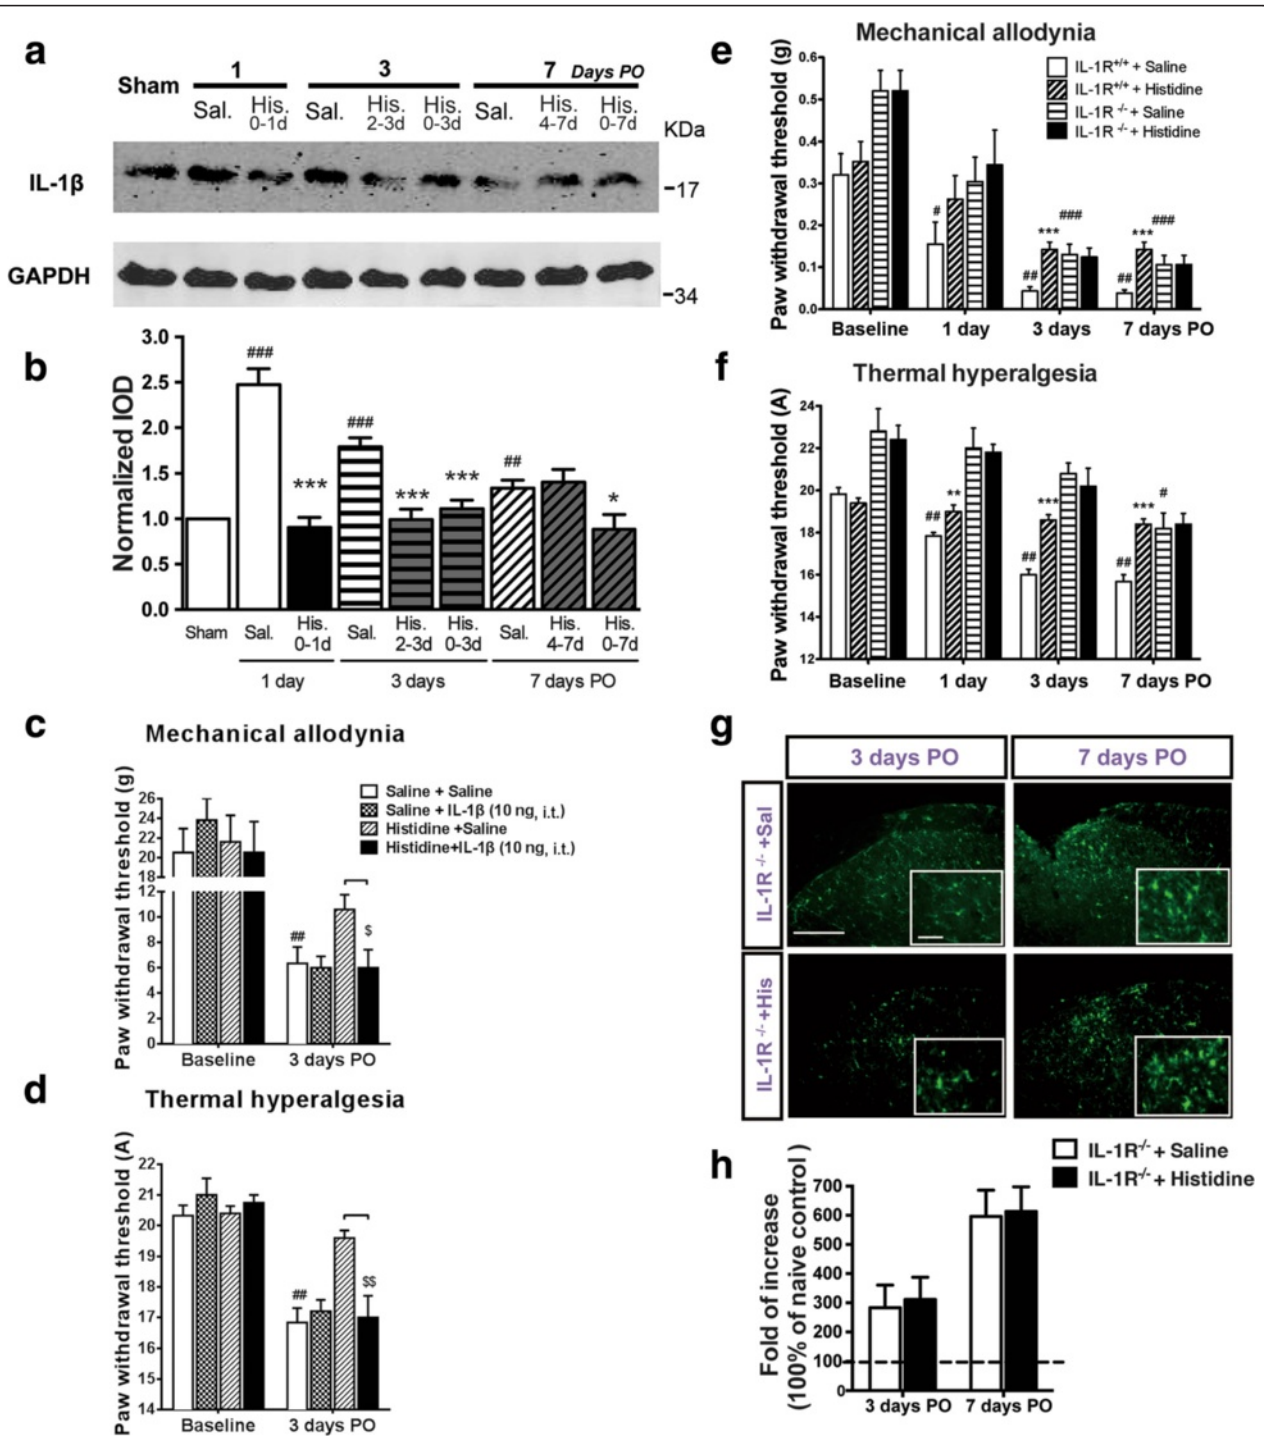 a
Sham
1
3
7 Days PO
Sal.
His.
0-1d
Sal.
His.
2-3d
His.
0-3d
Sal.
His.
4-7d
His.
0-7d
KDa
IL-1β
-17
GAPDH
-34
b
Normalized IOD
3.0
2.5
2.0
1.5
1.0
0.5
0.0
###
***
###
***
***
##
*
Sham
Sal.
His.
0-1d
Sal.
His.
2-3d
His.
0-3d
Sal.
His.
4-7d
His.
0-7d
1 day
3 days
7 days PO
c
Mechanical allodynia
Paw withdrawal threshold (g)
26
24
22
20
18
12
10
8
6
4
2
0
Saline + Saline
Saline + IL-1β (10 ng, i.t.)
Histidine +Saline
Histidine+IL-1β (10 ng, i.t.)
##
$
Baseline
3 days PO
d
Thermal hyperalgesia
Paw withdrawal threshold (A)
22
21
20
19
18
17
16
15
14
##
$$
Baseline
3 days PO
e
Mechanical allodynia
Paw withdrawal threshold (g)
0.6
0.5
0.4
0.3
0.2
0.1
0.0
IL-1R+/+ + Saline
IL-1R+/+ + Histidine
IL-1R -/- + Saline
IL-1R -/- + Histidine
#
##
***
###
##
***
###
Baseline
1 day
3 days
7 days PO
f
Thermal hyperalgesia
Paw withdrawal threshold (A)
24
22
20
18
16
14
12
##
**
##
***
##
***
#
Baseline
1 day
3 days
7 days PO
g
3 days PO
7 days PO
IL-1R -/- +Sal
IL-1R -/- +His
h
IL-1R-/- + Saline
IL-1R-/- + Histidine
Fold of increase
(100% of naive control )
700
600
500
400
300
200
100
0
3 days PO
7 days PO